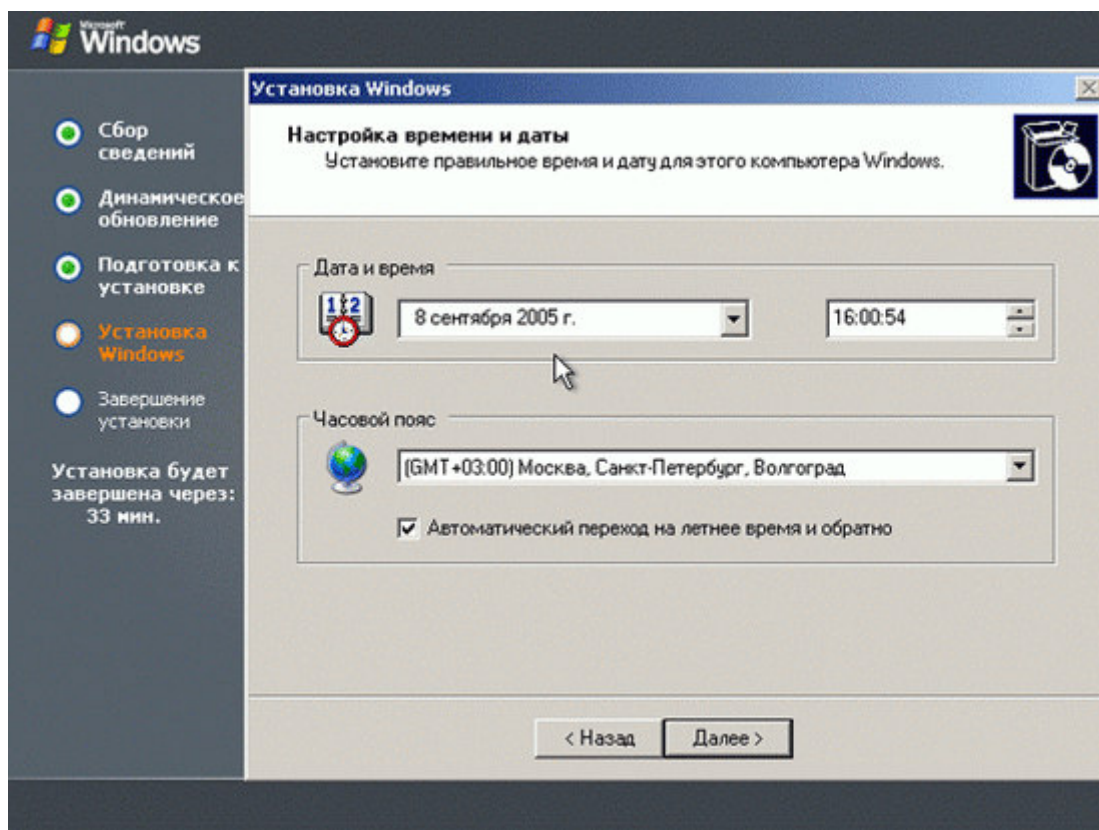 Microsoft
Windows
Сбор
сведений
Динамическое
обновление
Подготовка к
установке
Установка
Windows
Завершение
установки
Установка будет
завершена через:
33 мин.
Установка Windows
Настройка времени и даты
Установите правильное время и дату для этого компьютера Windows.
Дата и время
1 2
8 сентября 2005 г.
16:00:54
Часовой пояс
(GMT+03:00) Москва, Санкт-Петербург, Волгоград
Автоматический переход на летнее время и обратно
< Назад
Далее >